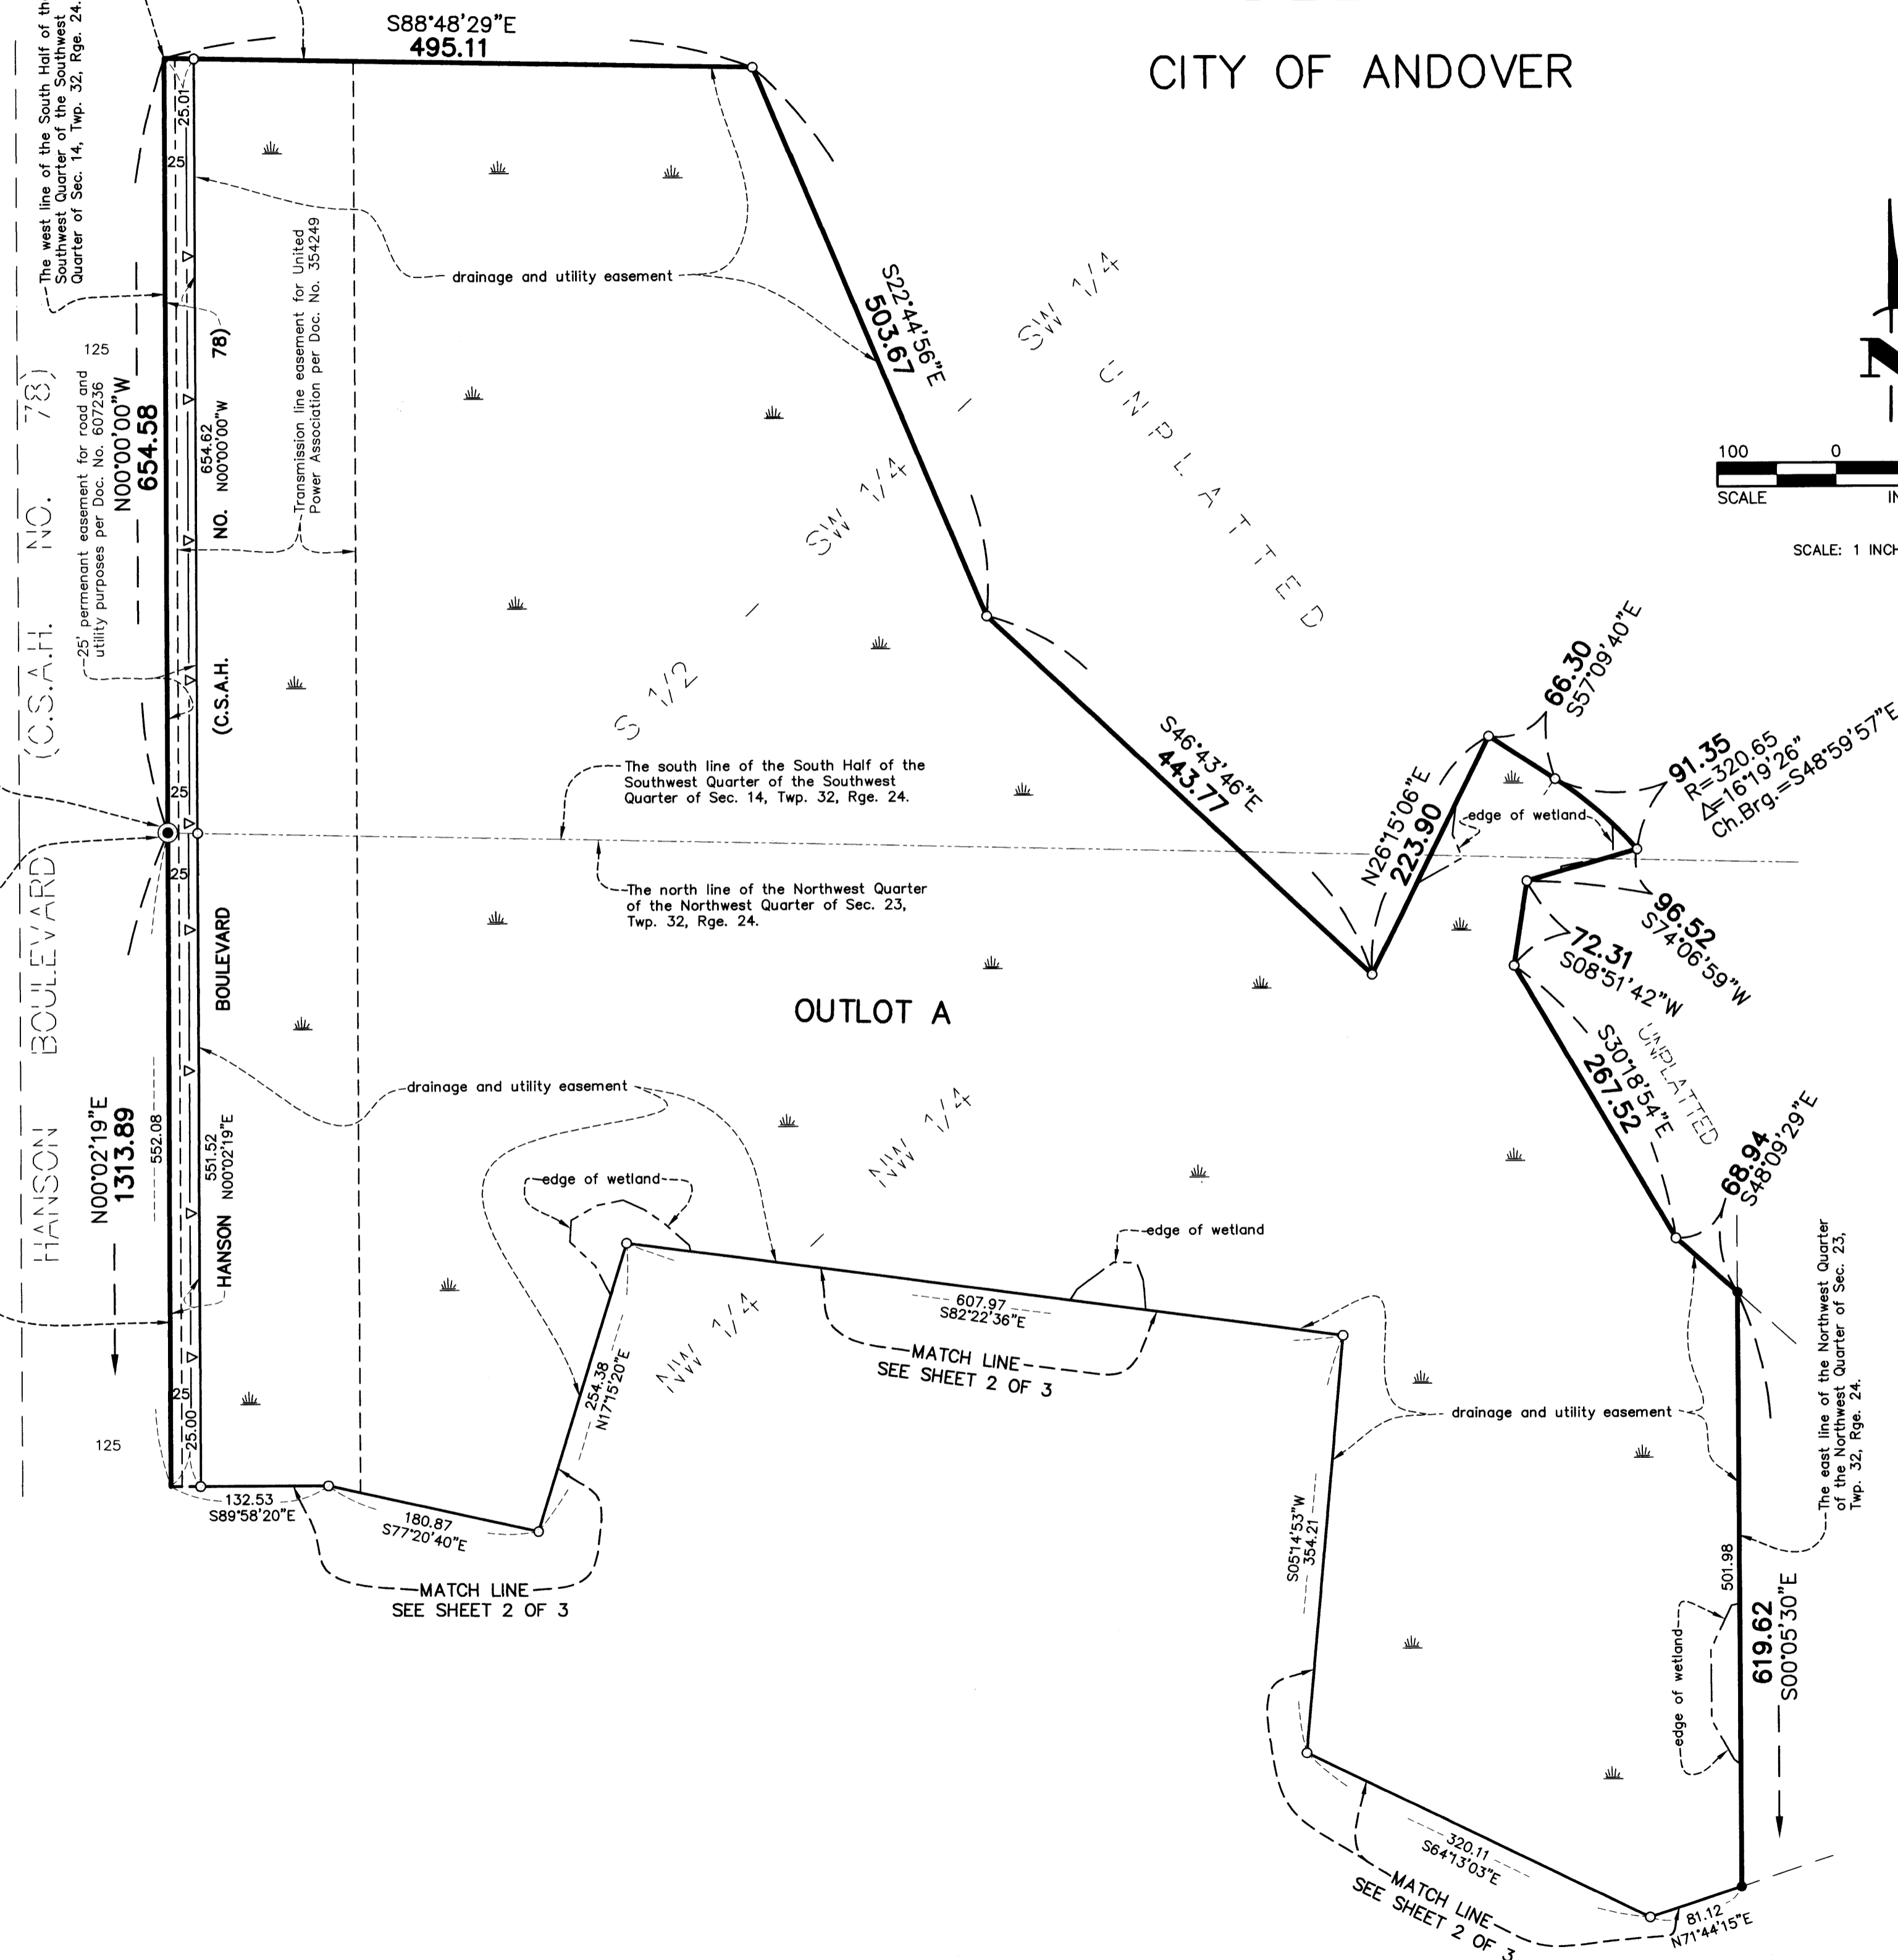 CITY OF ANDOVER
S88°48'29"E
495.11
The west line of the South Half of the
Southwest Quarter of the Southwest
Quarter of Sec. 14, Twp. 32, Rge. 24.
25.01
25
Transmission line easement for United
Power Association per Doc. No. 354249
drainage and utility easement
S22°44'56"E
503.67
SW 1/4
SW 1/4
S 1/2
UNPLATTED
N
100
0
SCALE
IN
SCALE: 1 INCH
125
25' permenant easement for road and
utility purposes per Doc. No. 607236
N00°00'00"W
654.58
654.62
N00°00'00"W
(C.S.A.H. NO. 78)
HANSON BOULEVARD (C.S.A.H. NO. 78)
S46°43'46"E
443.77
66.30
S57°09'40"E
91.35
R=320.65
Δ=16°19'26"
Ch.Brg.=S48°59'57"E
N26°15'06"E
223.90
edge of wetland
The south line of the South Half of the
Southwest Quarter of the Southwest
Quarter of Sec. 14, Twp. 32, Rge. 24.
25
25
The north line of the Northwest Quarter
of the Northwest Quarter of Sec. 23,
Twp. 32, Rge. 24.
96.52
S74°06'59"W
72.31
S08°51'42"W
OUTLOT A
HANSON BOULEVARD
UNPLATTED
S30°18'54"E
267.52
68.94
S48°09'29"E
N00°02'19"E
1313.89
552.08
551.52
N00°02'19"E
drainage and utility easement
NW 1/4
NW 1/4
edge of wetland
edge of wetland
607.97
S82°22'36"E
MATCH LINE
SEE SHEET 2 OF 3
254.38
N17°15'20"E
The east line of the Northwest Quarter
of the Northwest Quarter of Sec. 23,
Twp. 32, Rge. 24.
drainage and utility easement
25
25.00
125
132.53
S89°58'20"E
180.87
S77°20'40"E
MATCH LINE
SEE SHEET 2 OF 3
S05°14'53"W
354.21
501.98
619.62
S00°05'30"E
edge of wetland
320.11
S64°13'03"E
MATCH LINE
SEE SHEET 2 OF 3
81.12
N71°44'15"E